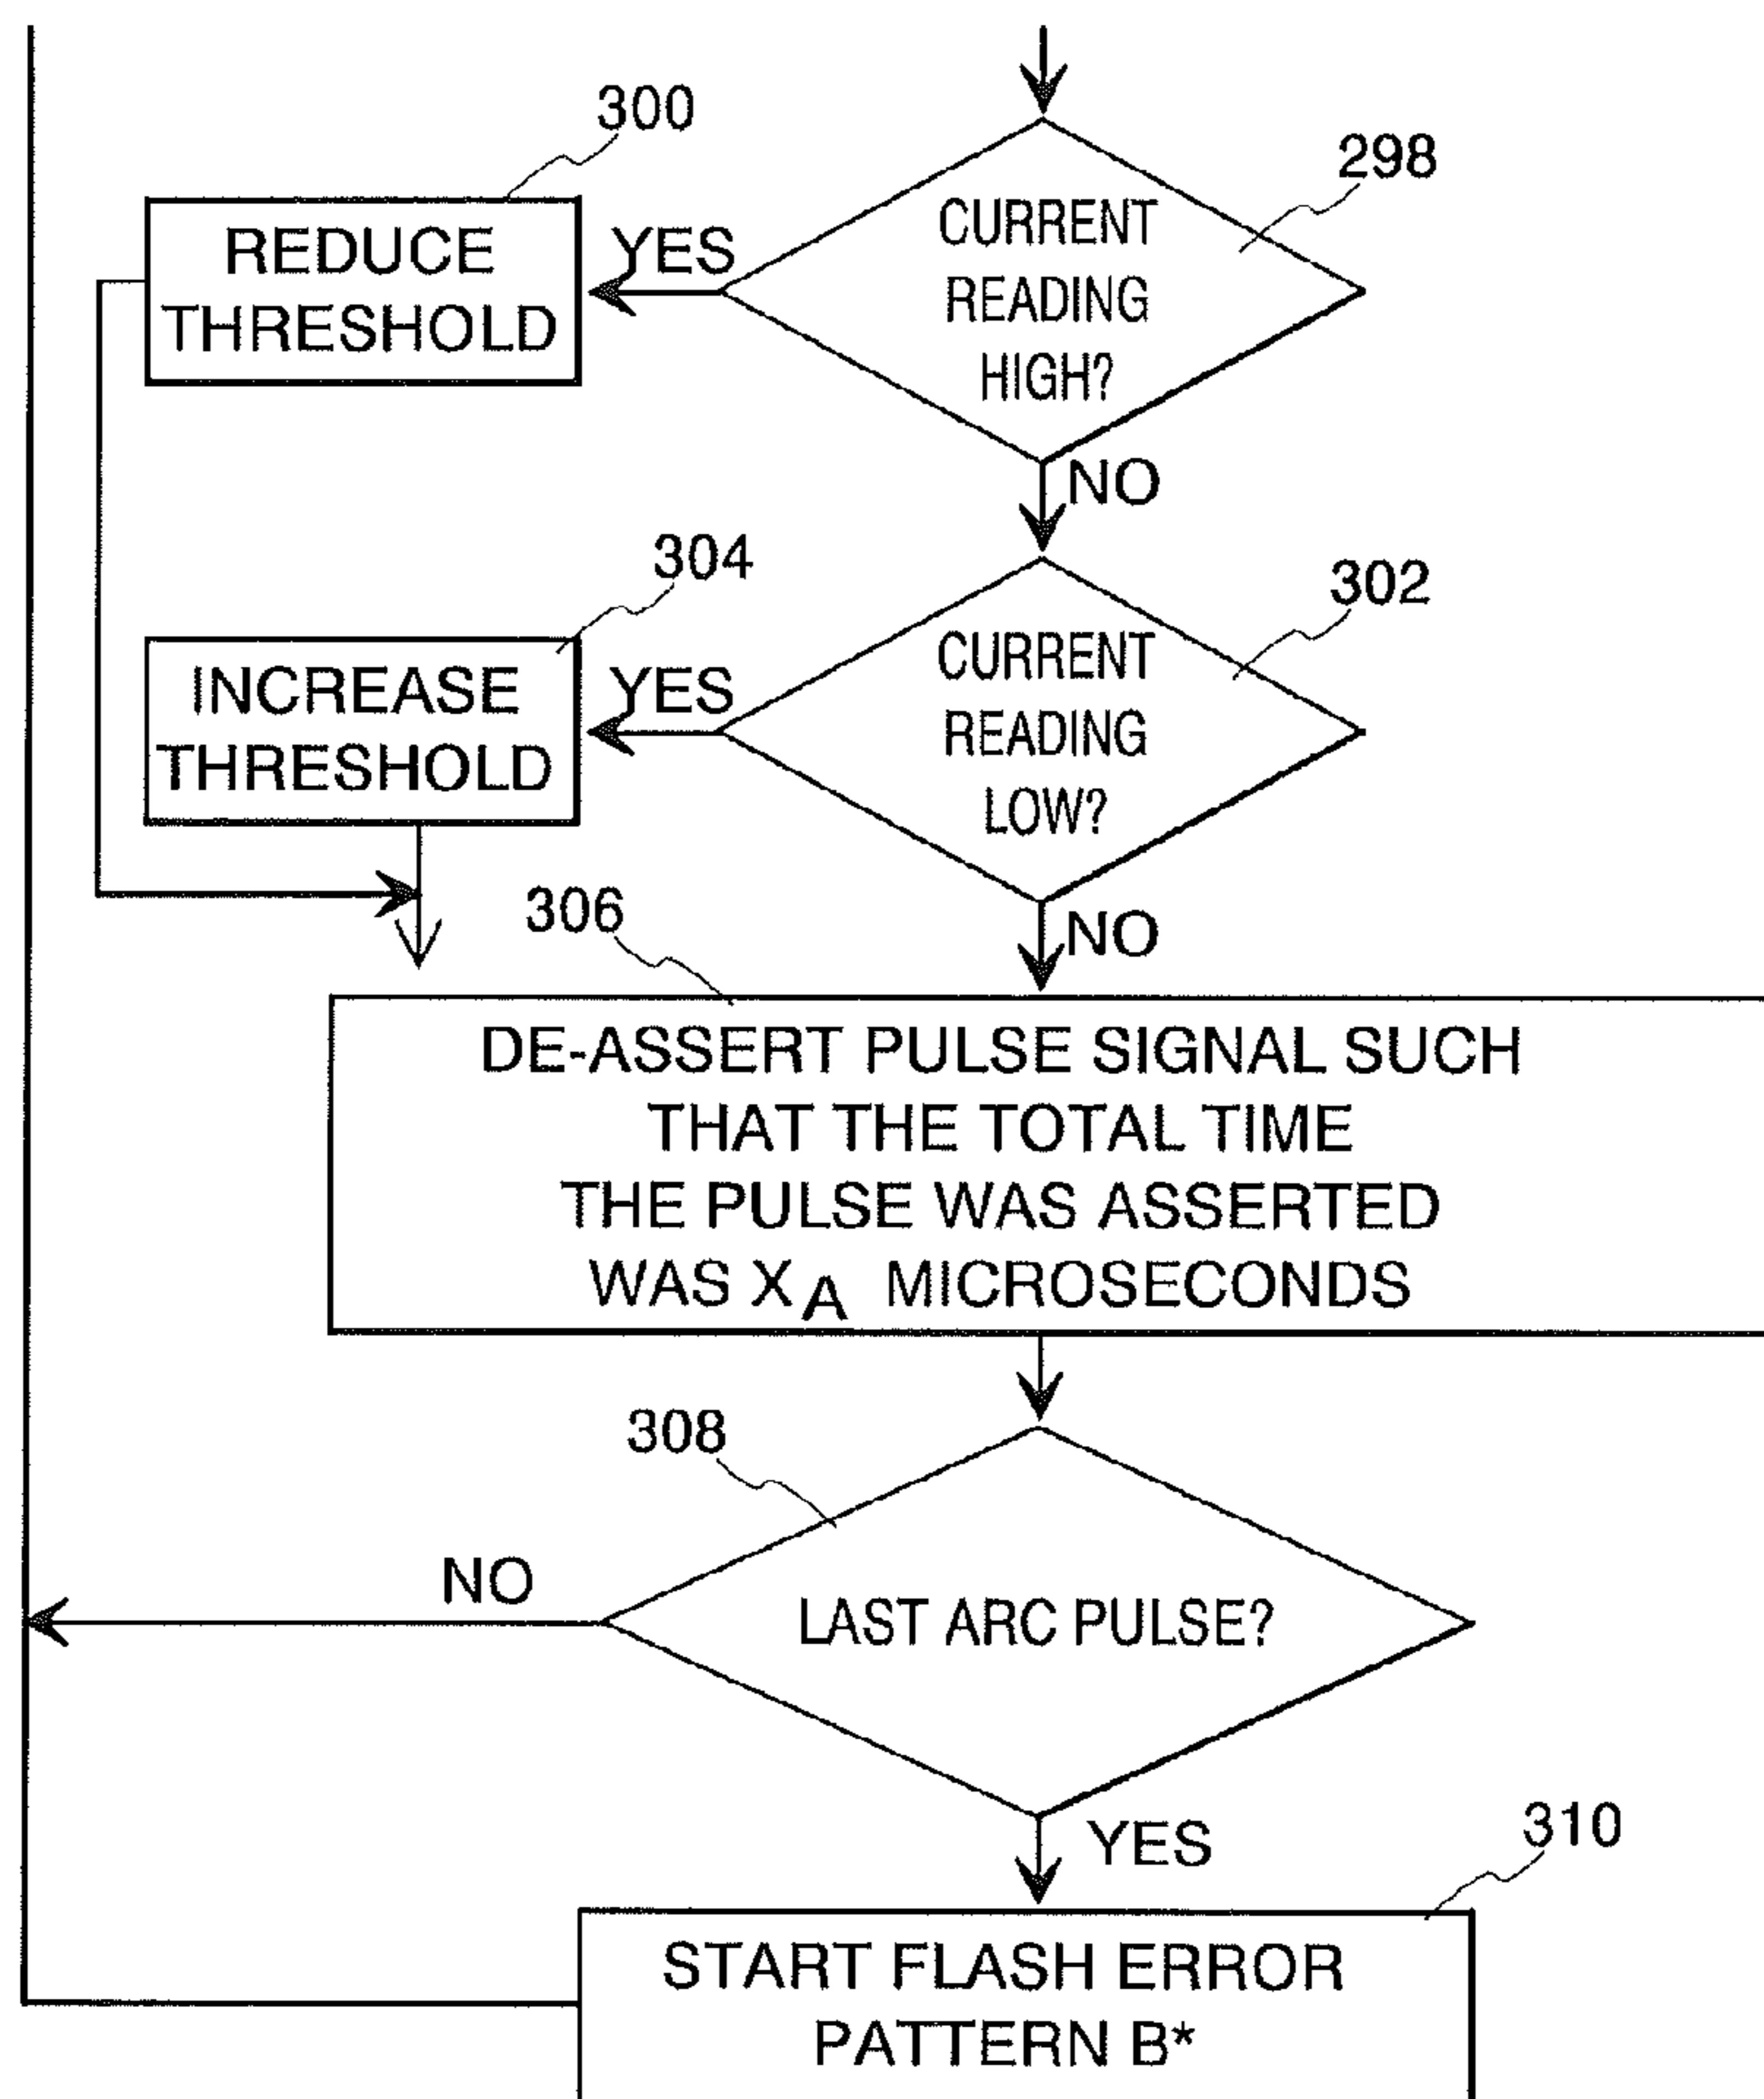 300
298
REDUCE
THRESHOLD
YES
CURRENT
READING
HIGH?
NO
304
302
INCREASE
THRESHOLD
YES
CURRENT
READING
LOW?
306
NO
DE-ASSERT PULSE SIGNAL SUCH
THAT THE TOTAL TIME
THE PULSE WAS ASSERTED
WAS XA MICROSECONDS
308
NO
LAST ARC PULSE?
YES
310
START FLASH ERROR
PATTERN B*